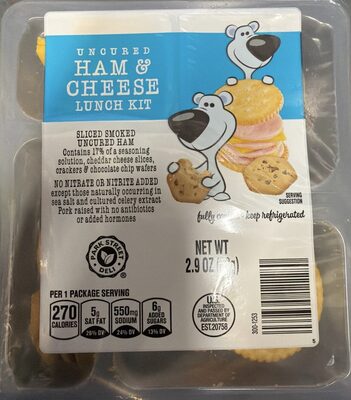 UNCURED
HAM &
CHEESE
LUNCH KIT
SLICED SMOKED
UNCURED HAM
Contains 17% of a seasoning
solution, cheddar cheese slices,
crackers & chocolate chip wafers
NO NITRATE OR NITRITE ADDED
except those naturally occurring in
sea salt and cultured celery extract
Pork raised with no antibiotics
or added hormones
SERVING
SUGGESTION
fully keep refrigerated
PARK STREET
DELI
NET WT
2.9 OZ
PER 1 PACKAGE SERVING
270
CALORIES
5g
SAT FAT
26% DV
550mg
SODIUM
24% DV
6g
ADDED
SUGARS
13% DV
U.S.
INSPECTED
AND PASSED BY
DEPARTMENT OF
AGRICULTURE
EST.20758
300-1253
5